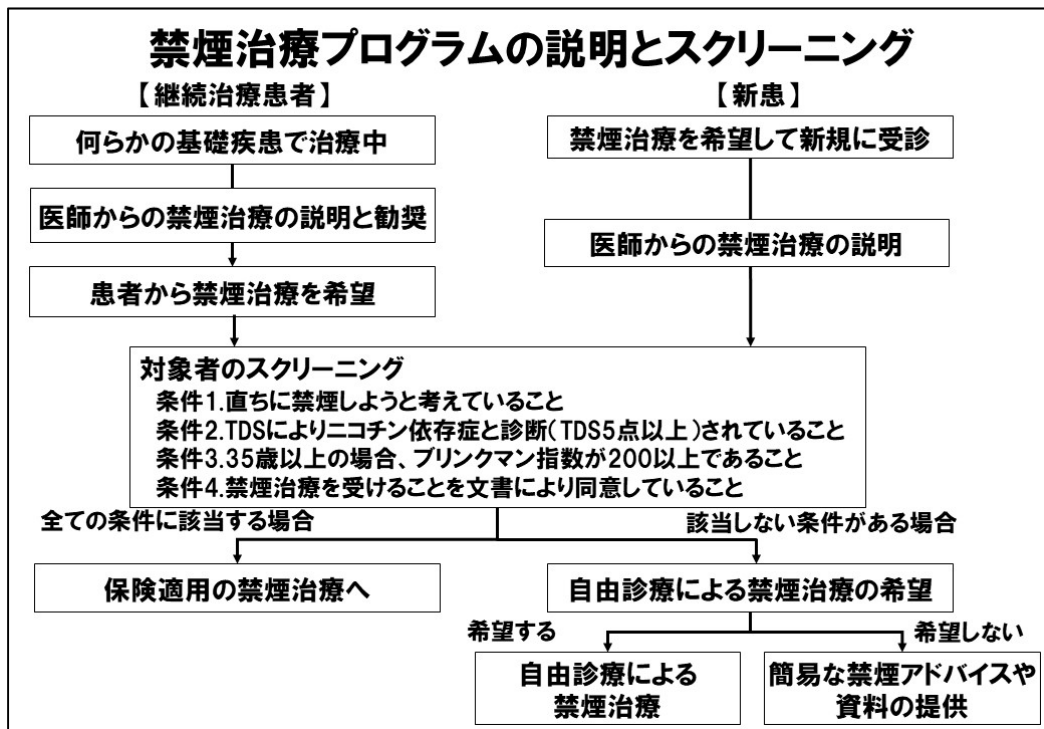 禁煙治療プログラムの説明とスクリーニング
【継続治療患者】
何らかの基礎疾患で治療中
医師からの禁煙治療の説明と勧奨
患者から禁煙治療を希望
【新患】
禁煙治療を希望して新規に受診
医師からの禁煙治療の説明
対象者のスクリーニング
条件1.直ちに禁煙しようと考えていること
条件2.TDSによりニコチン依存症と診断(TDS5点以上)されていること
条件3.35歳以上の場合、ブリンクマン指数が200以上であること
条件4.禁煙治療を受けることを文書により同意していること
全ての条件に該当する場合
該当しない条件がある場合
保険適用の禁煙治療へ
自由診療による禁煙治療の希望
希望する
希望しない
自由診療による
禁煙治療
簡易な禁煙アドバイスや
資料の提供